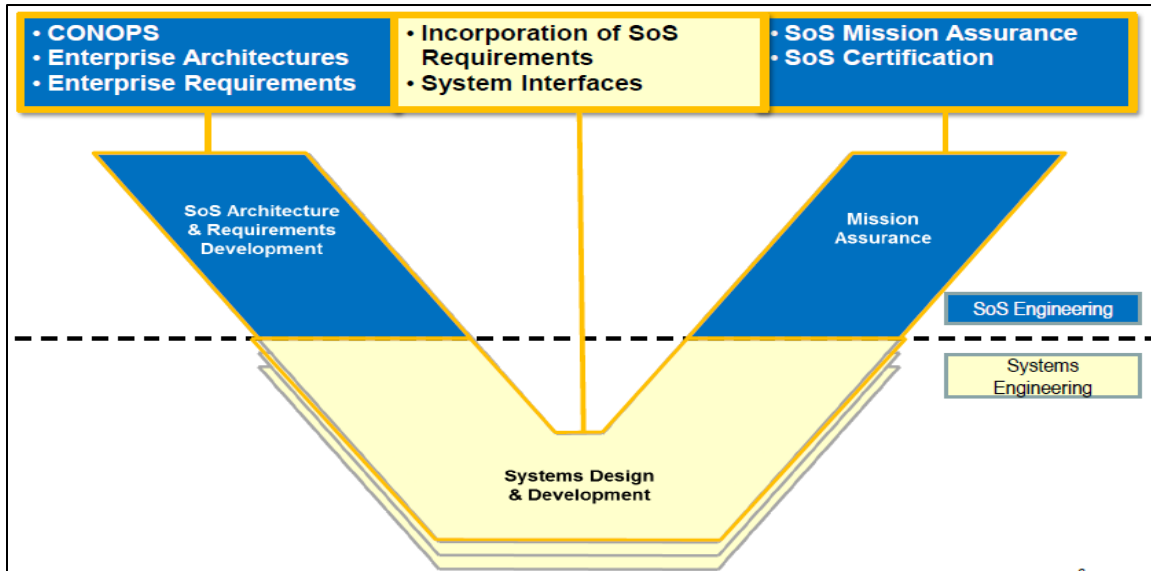 • CONOPS
• Enterprise Architectures
• Enterprise Requirements
• Incorporation of SoS
Requirements
• System Interfaces
• SoS Mission Assurance
• SoS Certification
SoS Architecture
& Requirements
Development
Mission
Assurance
SoS Engineering
Systems
Engineering
Systems Design
& Development